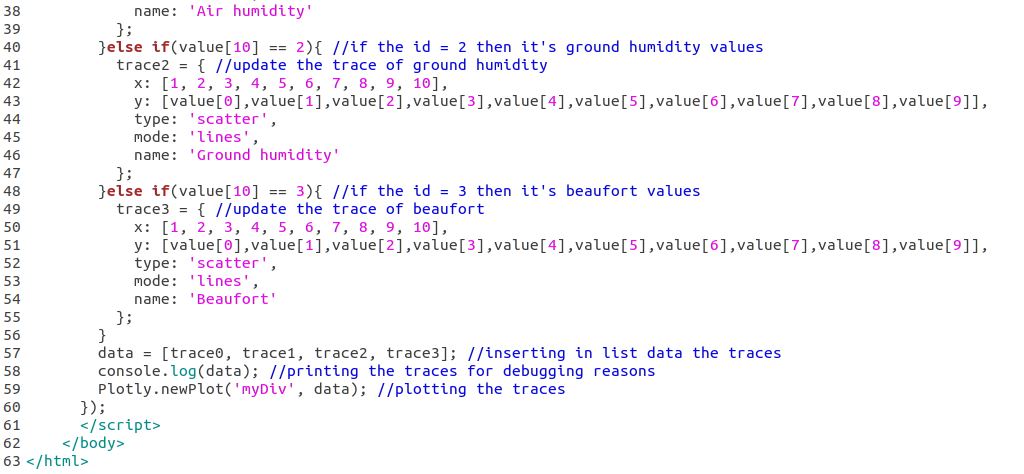 38 name: 'Air humidity'
39 };
40 }else if(value[10] == 2){ //if the id = 2 then it's ground humidity values
41 trace2 = { //update the trace of ground humidity
42 x: [1, 2, 3, 4, 5, 6, 7, 8, 9, 10],
43 y: [value[0],value[1],value[2],value[3],value[4],value[5],value[6],value[7],value[8],value[9]],
44 type: 'scatter',
45 mode: 'lines',
46 name: 'Ground humidity'
47 };
48 }else if(value[10] == 3){ //if the id = 3 then it's beaufort values
49 trace3 = { //update the trace of beaufort
50 x: [1, 2, 3, 4, 5, 6, 7, 8, 9, 10],
51 y: [value[0],value[1],value[2],value[3],value[4],value[5],value[6],value[7],value[8],value[9]],
52 type: 'scatter',
53 mode: 'lines',
54 name: 'Beaufort'
55 };
56 }
57 data = [trace0, trace1, trace2, trace3]; //inserting in list data the traces
58 console.log(data); //printing the traces for debugging reasons
59 Plotly.newPlot('myDiv', data); //plotting the traces
60 });
61 </script>
62 </body>
63 </html>